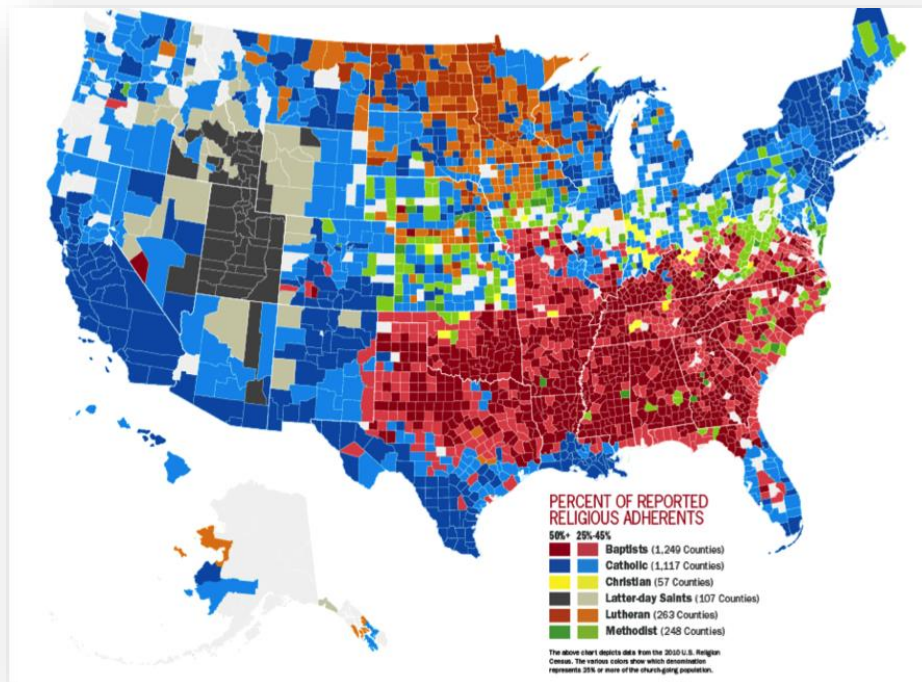 PERCENT OF REPORTED
RELIGIOUS ADHERENTS
50%+ 25%-45%
Baptists (1,249 Counties)
Catholic (1,117 Counties)
Christian (57 Counties)
Latter-day Saints (107 Counties)
Lutheran (263 Counties)
Methodist (248 Counties)
The above chart depicts data from the 2010 U.S. Religion
Census. The various colors show which denomination
represents 25% or more of the church-going population.